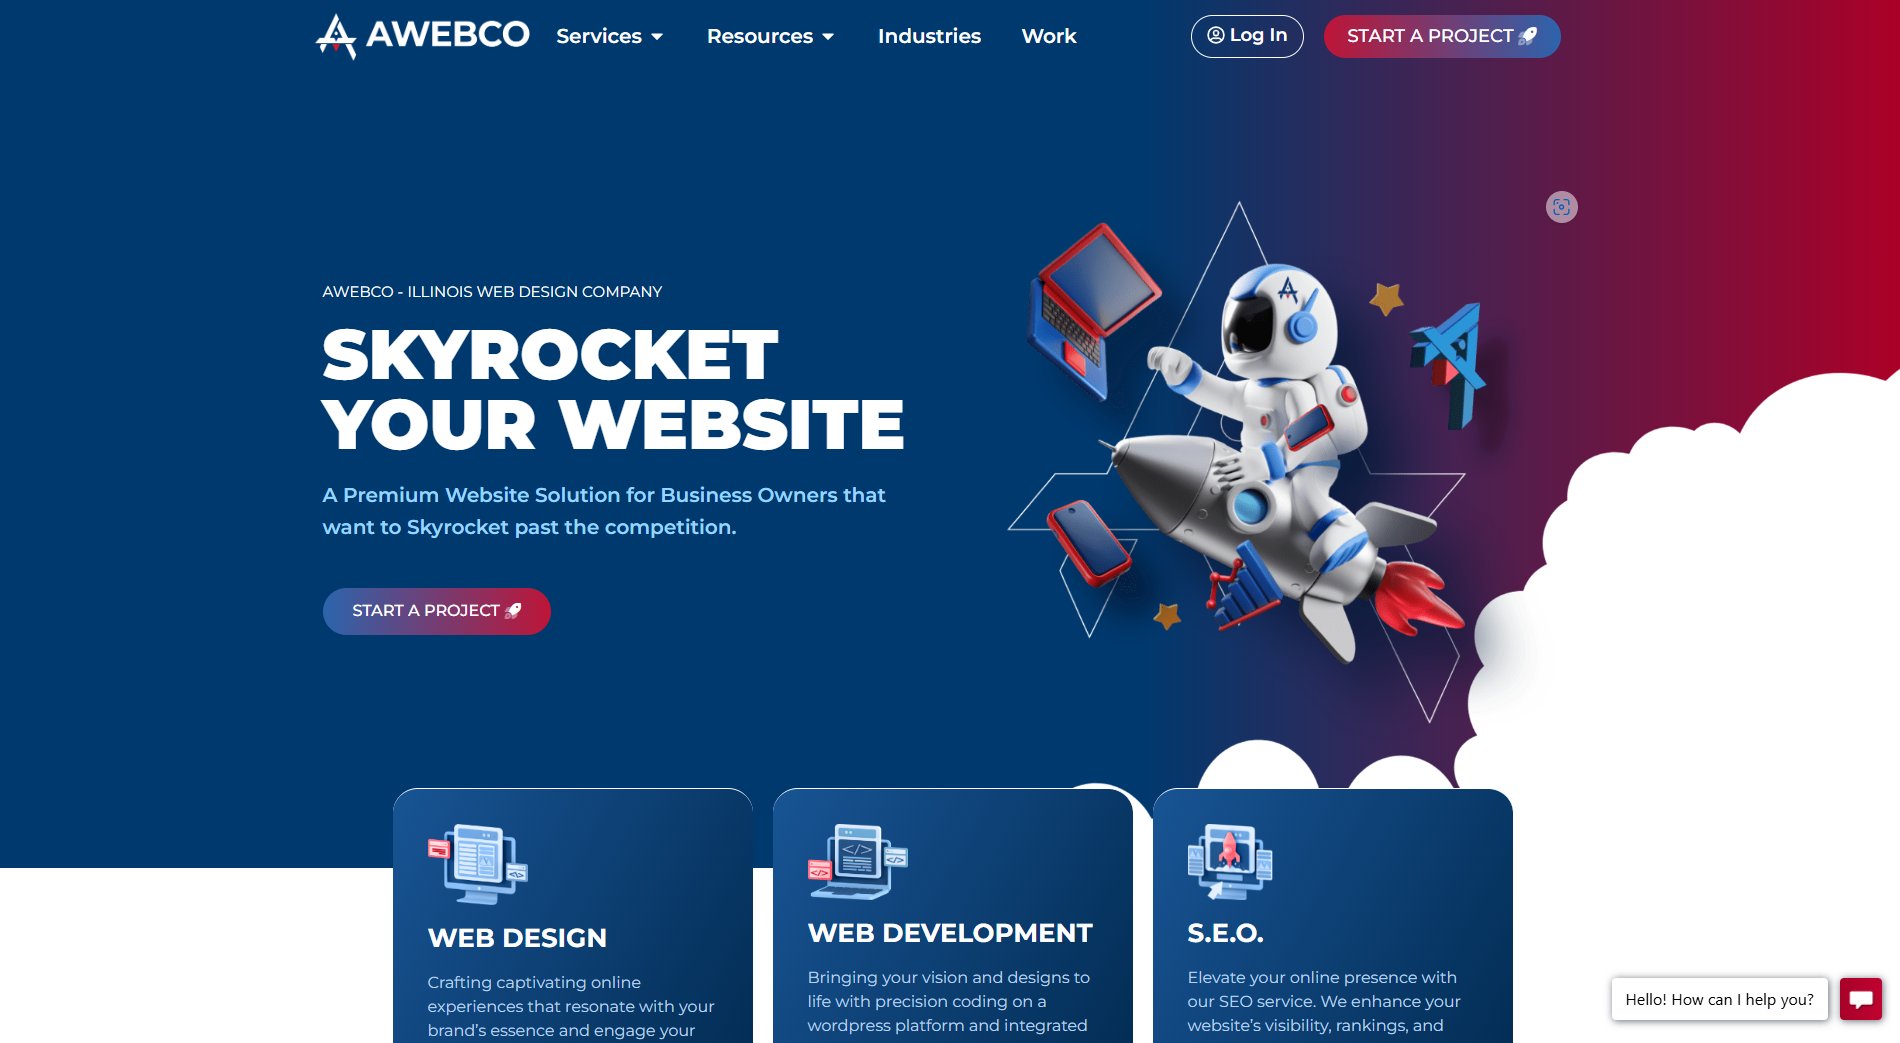 AWEBCO
Services
Resources
Industries
Work
Log In
START A PROJECT
AWEBCO - ILLINOIS WEB DESIGN COMPANY
SKYROCKET
YOUR WEBSITE
A Premium Website Solution for Business Owners that
want to Skyrocket past the competition.
START A PROJECT
WEB DESIGN
Crafting captivating online
experiences that resonate with your
brand’s essence and engage your
WEB DEVELOPMENT
Bringing your vision and designs to
life with precision coding on a
wordpress platform and integrated
S.E.O.
Elevate your online presence with
our SEO service. We enhance your
website’s visibility, rankings, and
Hello! How can I help you?